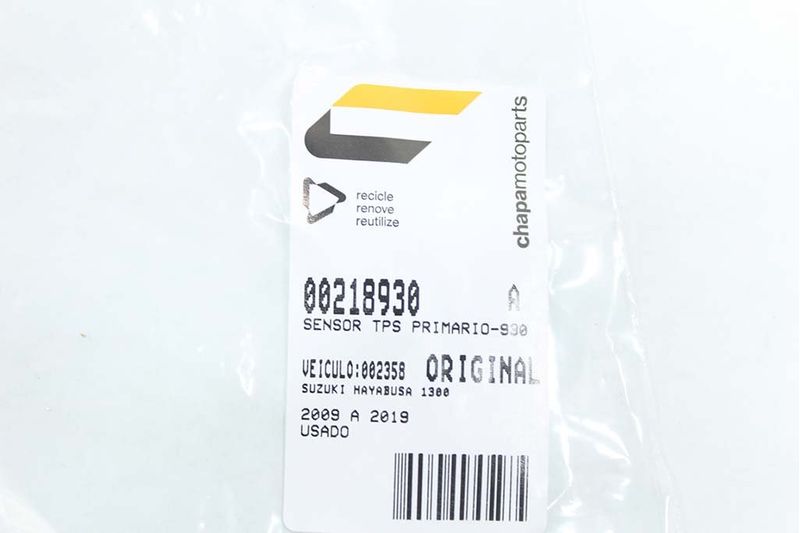 chapamotoparts
recicle
renove
reutilize
00218930 A
SENSOR TPS PRIMARIO-930
VEICULO:002358 ORIGINAL
SUZUKI HAYABUSA 1300
2009 A 2019
USADO